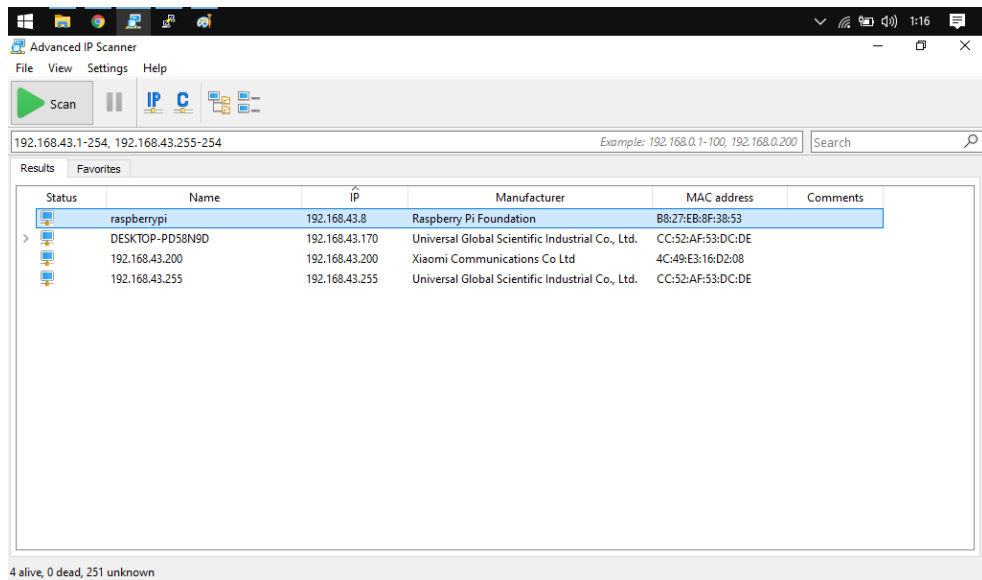 1:16
Advanced IP Scanner
File View Settings Help
Scan IP C
192.168.43.1-254, 192.168.43.255-254 Example: 192.168.0.1-100, 192.168.0.200 Search
Results Favorites
Status Name IP Manufacturer MAC address Comments
raspberrypi 192.168.43.8 Raspberry Pi Foundation B8:27:EB:8F:38:53
DESKTOP-PD58N9D 192.168.43.170 Universal Global Scientific Industrial Co., Ltd. CC:52:AF:53:DC:DE
192.168.43.200 192.168.43.200 Xiaomi Communications Co Ltd 4C:49:E3:16:D2:08
192.168.43.255 192.168.43.255 Universal Global Scientific Industrial Co., Ltd. CC:52:AF:53:DC:DE
4 alive, 0 dead, 251 unknown